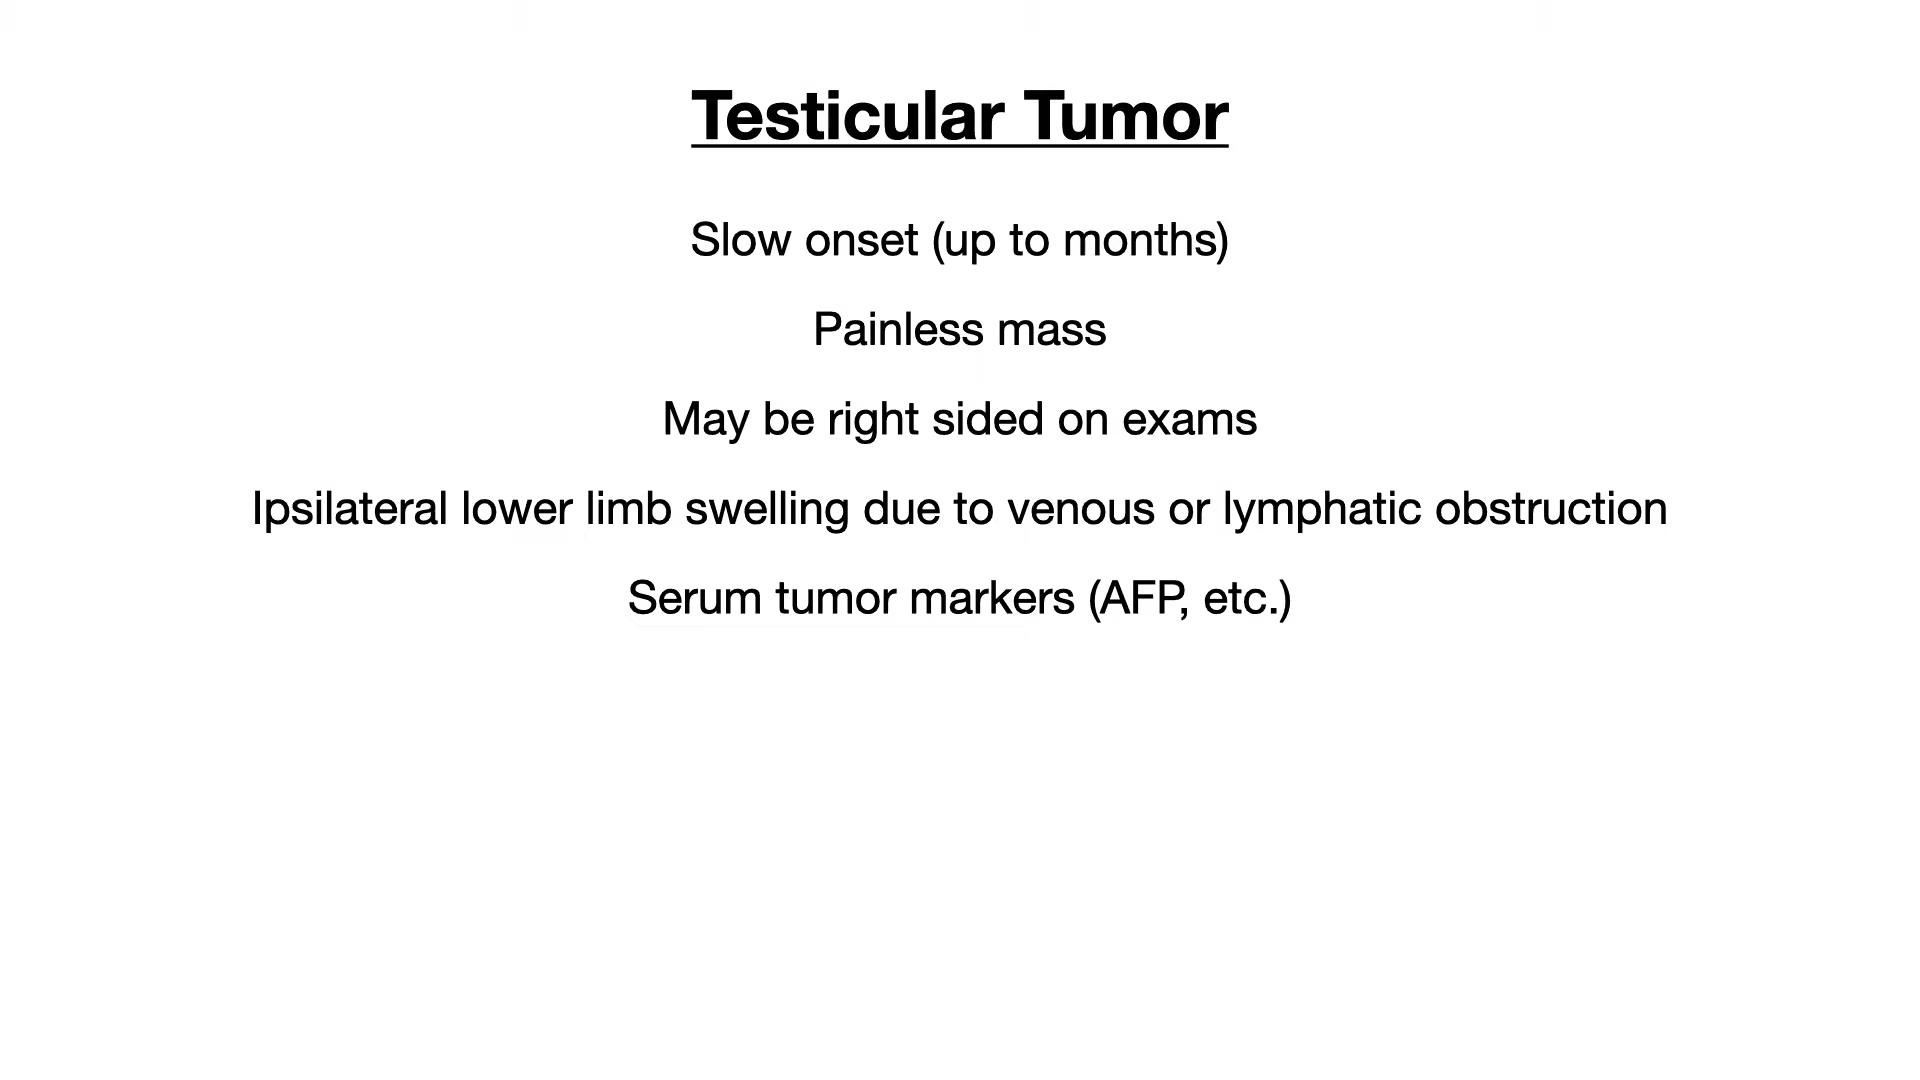 Testicular Tumor
Slow onset (up to months)
Painless mass
May be right sided on exams
Ipsilateral lower limb swelling due to venous or lymphatic obstruction
Serum tumor markers (AFP, etc.)